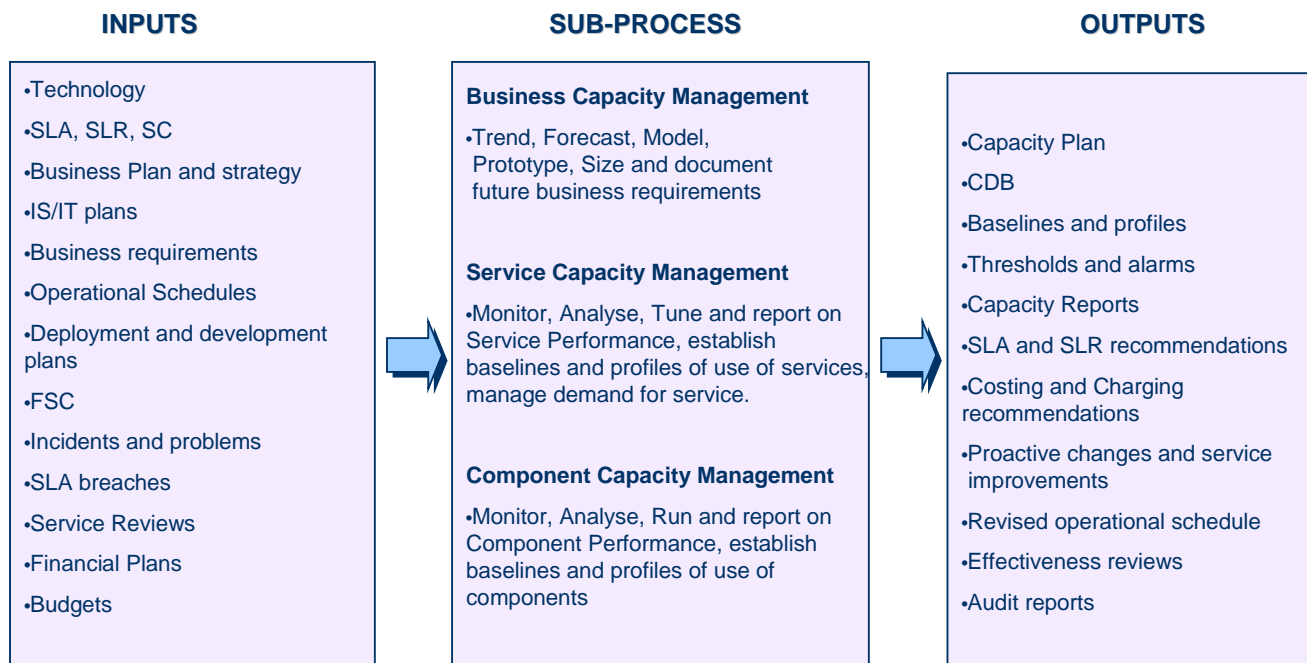 INPUTS
SUB-PROCESS
OUTPUTS
•Technology
•SLA, SLR, SC
•Business Plan and strategy
•IS/IT plans
•Business requirements
•Operational Schedules
•Deployment and development
plans
•FSC
•Incidents and problems
•SLA breaches
•Service Reviews
•Financial Plans
•Budgets
Business Capacity Management
•Trend, Forecast, Model,
Prototype, Size and document
future business requirements
Service Capacity Management
•Monitor, Analyse, Tune and report on
Service Performance, establish
baselines and profiles of use of services,
manage demand for service.
Component Capacity Management
•Monitor, Analyse, Run and report on
Component Performance, establish
baselines and profiles of use of
components
•Capacity Plan
•CDB
•Baselines and profiles
•Thresholds and alarms
•Capacity Reports
•SLA and SLR recommendations
•Costing and Charging
recommendations
•Proactive changes and service
improvements
•Revised operational schedule
•Effectiveness reviews
•Audit reports